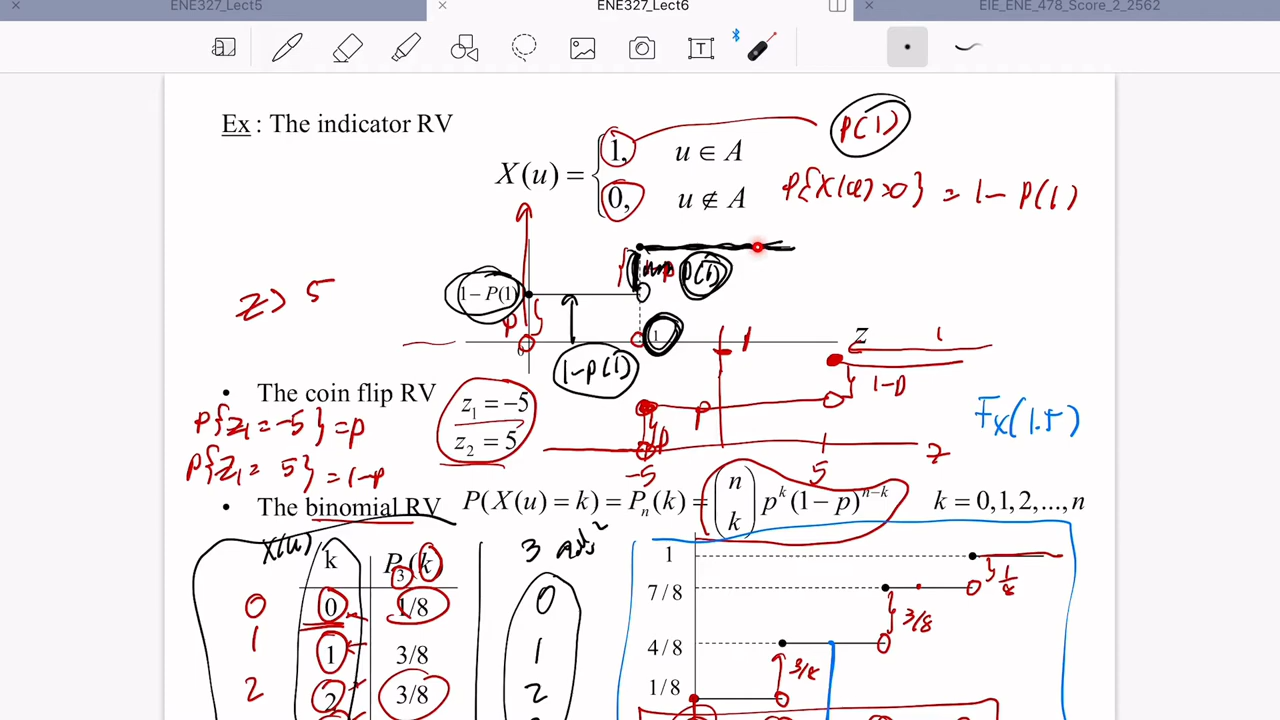 ENE327_Lect5
ENE327_Lect6
EIE_ENE_478_Score_2_2562
T
Ex : The indicator RV
P(1)
X(u) = { 1, u ∈ A
0, u ∉ A
P{X(u)=0} = 1 - P(1)
1 - P(1)
P(1)
z > 5
P
0
1
1-P(1)
z
1
1
1-p
• The coin flip RV
z₁ = -5
z₂ = 5
P{z₁ = -5} = p
P{z₁ = 5} = 1-p
p
p
-5
5
z
Fx(1.5)
• The binomial RV P(X(u) = k) = Pₙ(k) = (n k) p^k (1 - p)^(n-k) k = 0,1,2,...,n
X(u) k P₃(k)
0 0 1/8
1 1 3/8
2 2 3/8
3
0
1
2
1
7/8
4/8
1/8
1/8
3/8
3/8